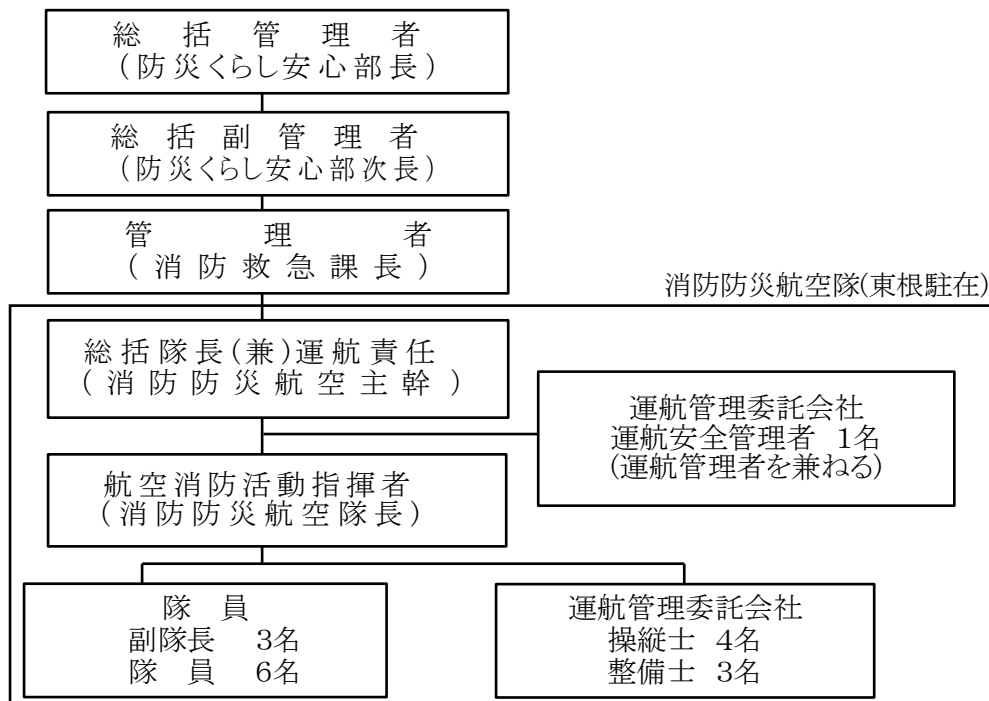 総括管理者
（防災くらし安心部長）
総括副管理者
（防災くらし安心部次長）
管理者
（消防救急課長）
消防防災航空隊(東根駐在)
総括隊長(兼)運航責任
（消防防災航空主幹）
運航管理委託会社
運航安全管理者 1名
(運航管理者を兼ねる)
航空消防活動指揮者
（消防防災航空隊長）
隊 員
副隊長 3名
隊 員 6名
運航管理委託会社
操縦士 4名
整備士 3名